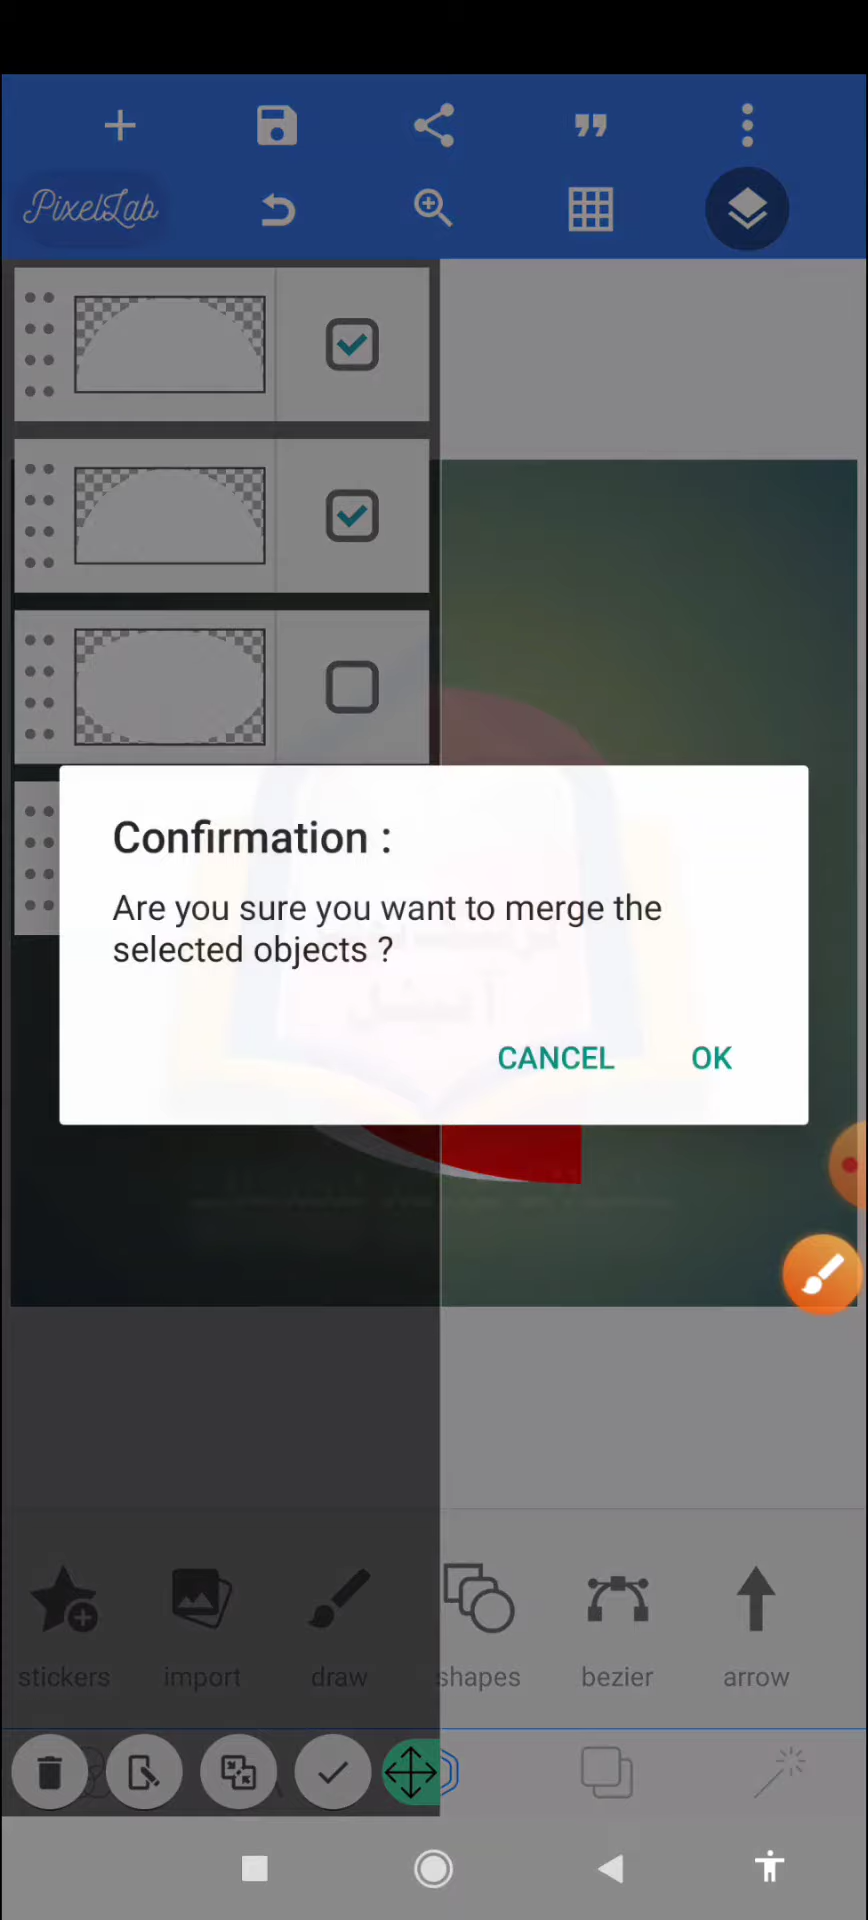 PixelLab
Confirmation :
Are you sure you want to merge the
selected objects ?
CANCEL
OK
stickers
import
draw
shapes
bezier
arrow